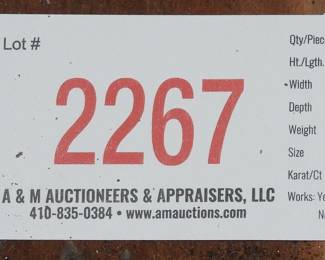 Lot #
2267
A & M AUCTIONEERS & APPRAISERS, LLC
410-835-0384 • www.amauctions.com
Qty/Piec
Ht./Lgth.
Width
Depth
Weight
Size
Karat/Ct
Works: Ye
N